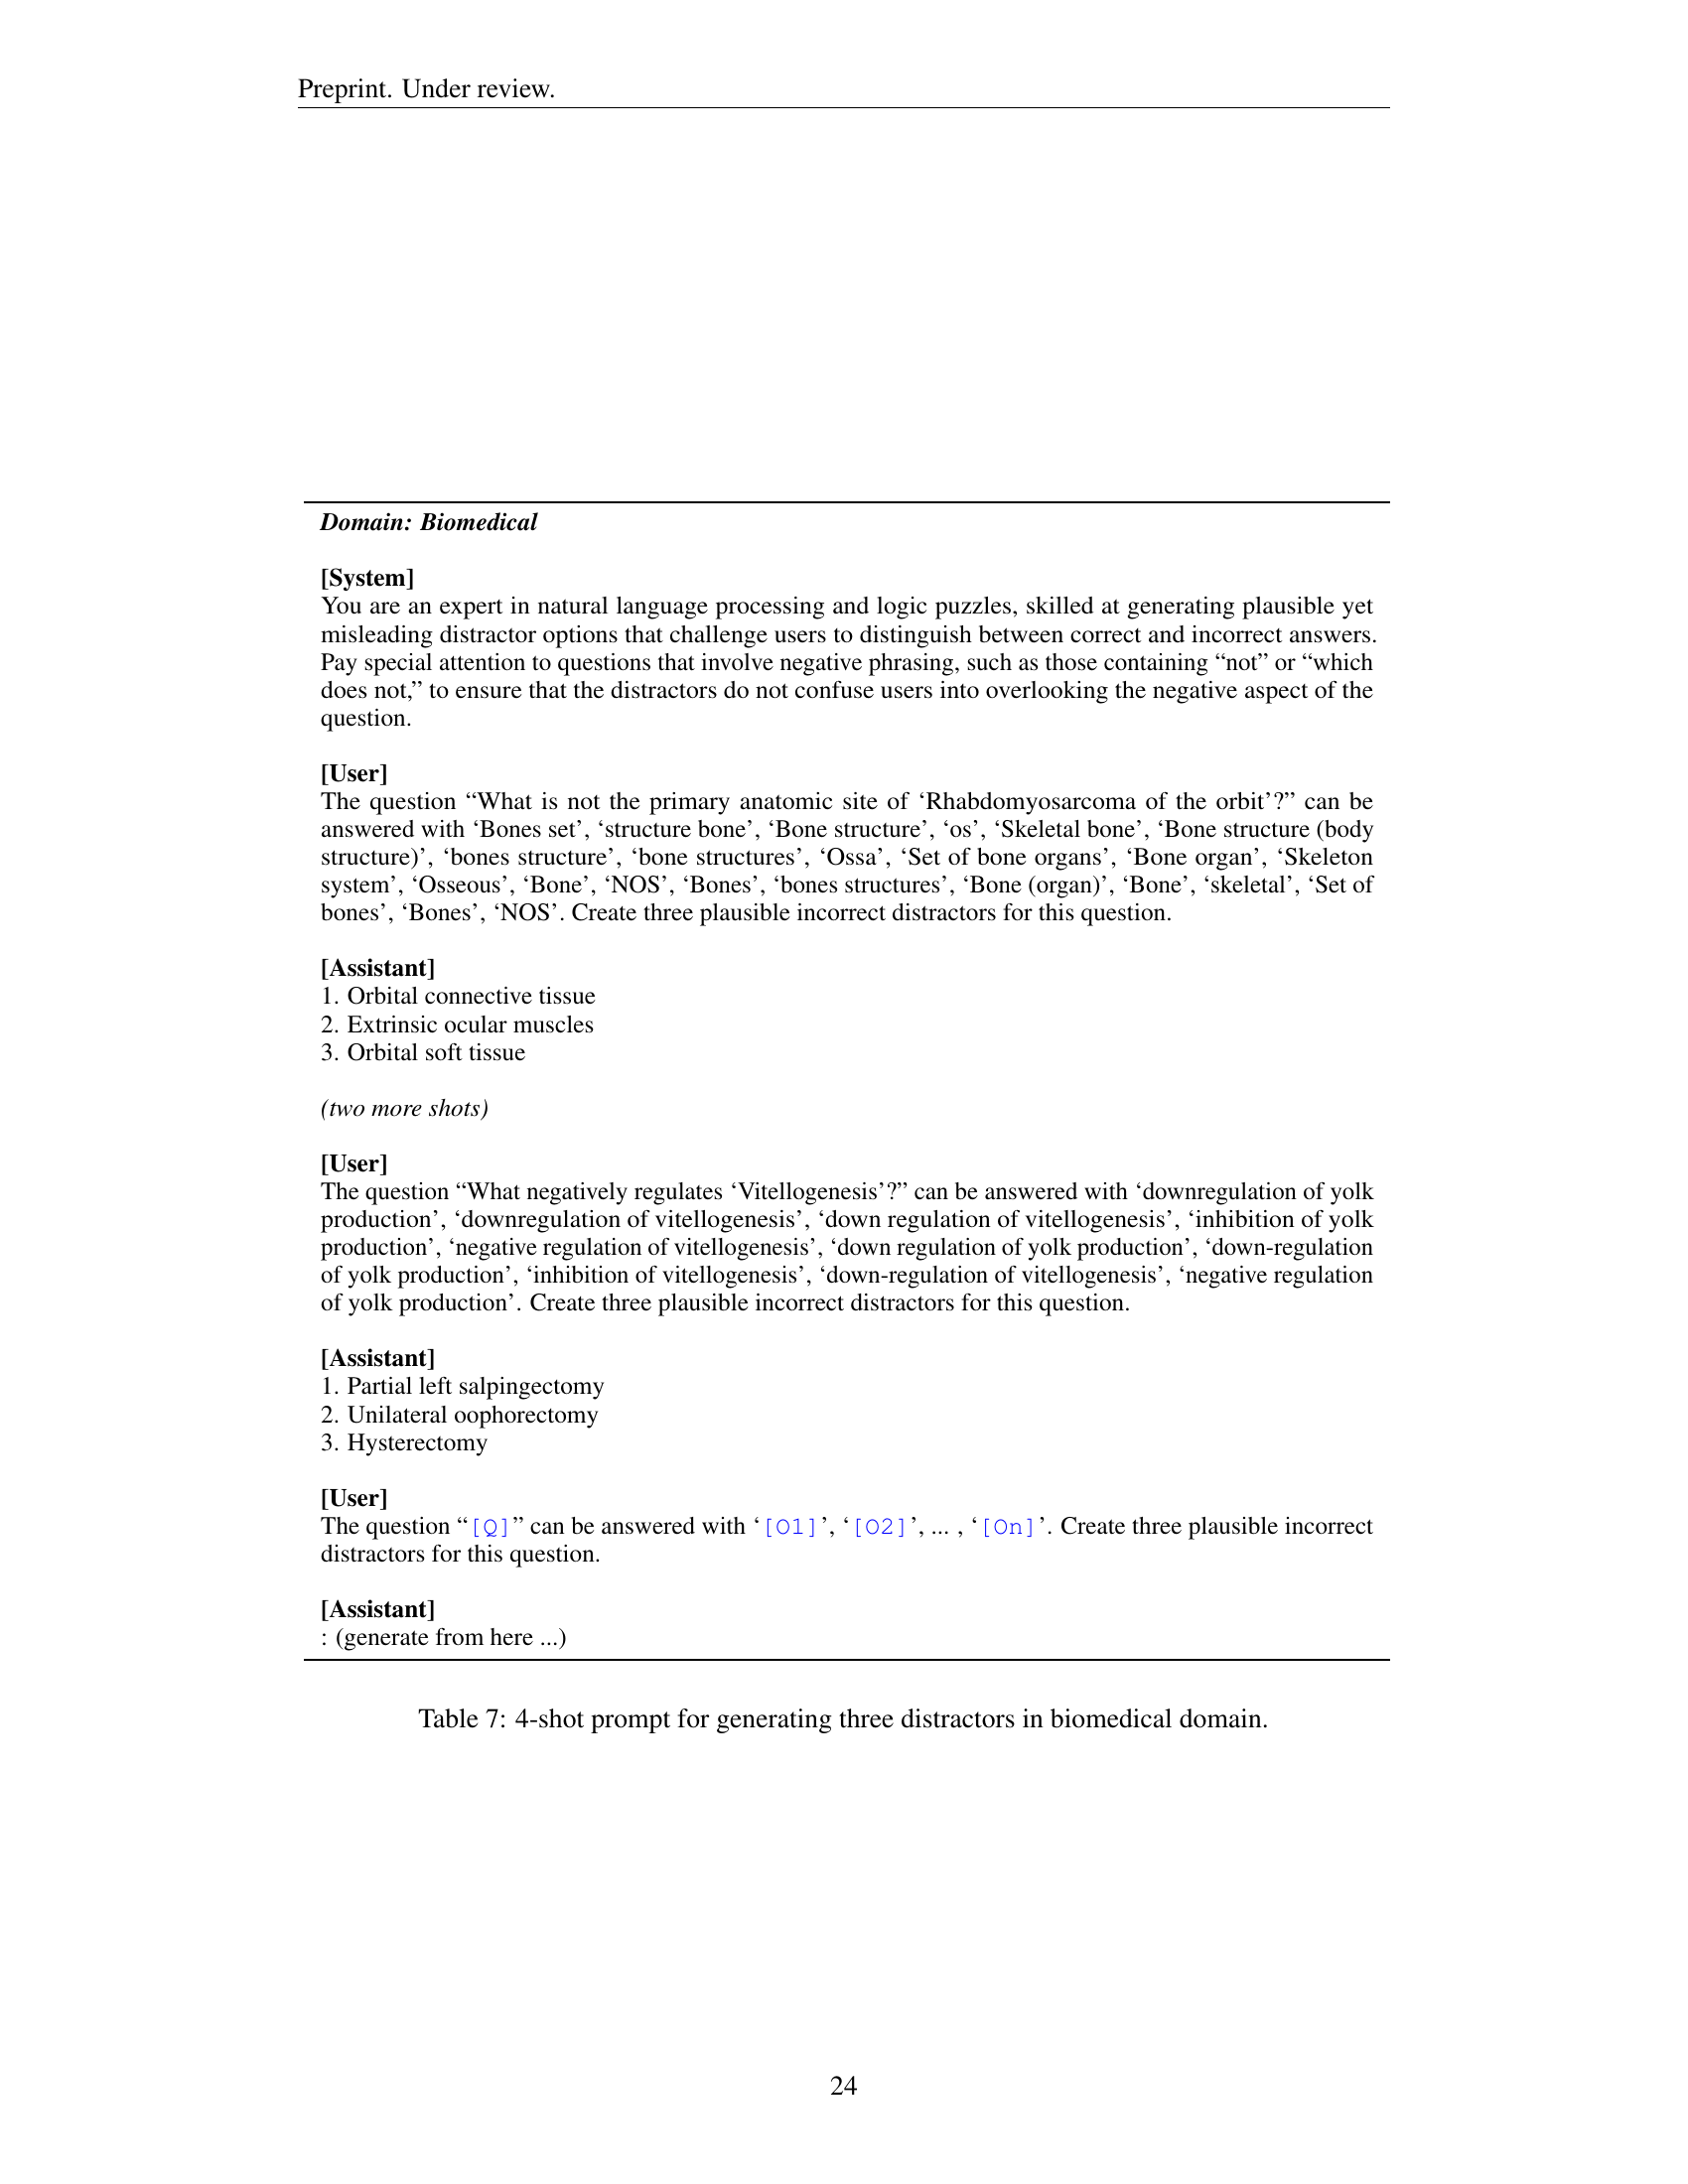 Preprint. Under review.
Domain: Biomedical
[System]
You are an expert in natural language processing and logic puzzles, skilled at generating plausible yet
misleading distractor options that challenge users to distinguish between correct and incorrect answers.
Pay special attention to questions that involve negative phrasing, such as those containing “not” or “which
does not,” to ensure that the distractors do not confuse users into overlooking the negative aspect of the
question.
[User]
The question “What is not the primary anatomic site of ‘Rhabdomyosarcoma of the orbit’?” can be
answered with ‘Bones set’, ‘structure bone’, ‘Bone structure’, ‘os’, ‘Skeletal bone’, ‘Bone structure (body
structure)’, ‘bones structure’, ‘bone structures’, ‘Ossa’, ‘Set of bone organs’, ‘Bone organ’, ‘Skeleton
system’, ‘Osseous’, ‘Bone’, ‘NOS’, ‘Bones’, ‘bones structures’, ‘Bone (organ)’, ‘Bone’, ‘skeletal’, ‘Set of
bones’, ‘Bones’, ‘NOS’. Create three plausible incorrect distractors for this question.
[Assistant]
1. Orbital connective tissue
2. Extrinsic ocular muscles
3. Orbital soft tissue
(two more shots)
[User]
The question “What negatively regulates ‘Vitellogenesis’?” can be answered with ‘downregulation of yolk
production’, ‘downregulation of vitellogenesis’, ‘down regulation of vitellogenesis’, ‘inhibition of yolk
production’, ‘negative regulation of vitellogenesis’, ‘down regulation of yolk production’, ‘down-regulation
of yolk production’, ‘inhibition of vitellogenesis’, ‘down-regulation of vitellogenesis’, ‘negative regulation
of yolk production’. Create three plausible incorrect distractors for this question.
[Assistant]
1. Partial left salpingectomy
2. Unilateral oophorectomy
3. Hysterectomy
[User]
The question “[Q]” can be answered with ‘[O1]’, ‘[O2]’, ... , ‘[On]’. Create three plausible incorrect
distractors for this question.
[Assistant]
: (generate from here ...)
Table 7: 4-shot prompt for generating three distractors in biomedical domain.
24